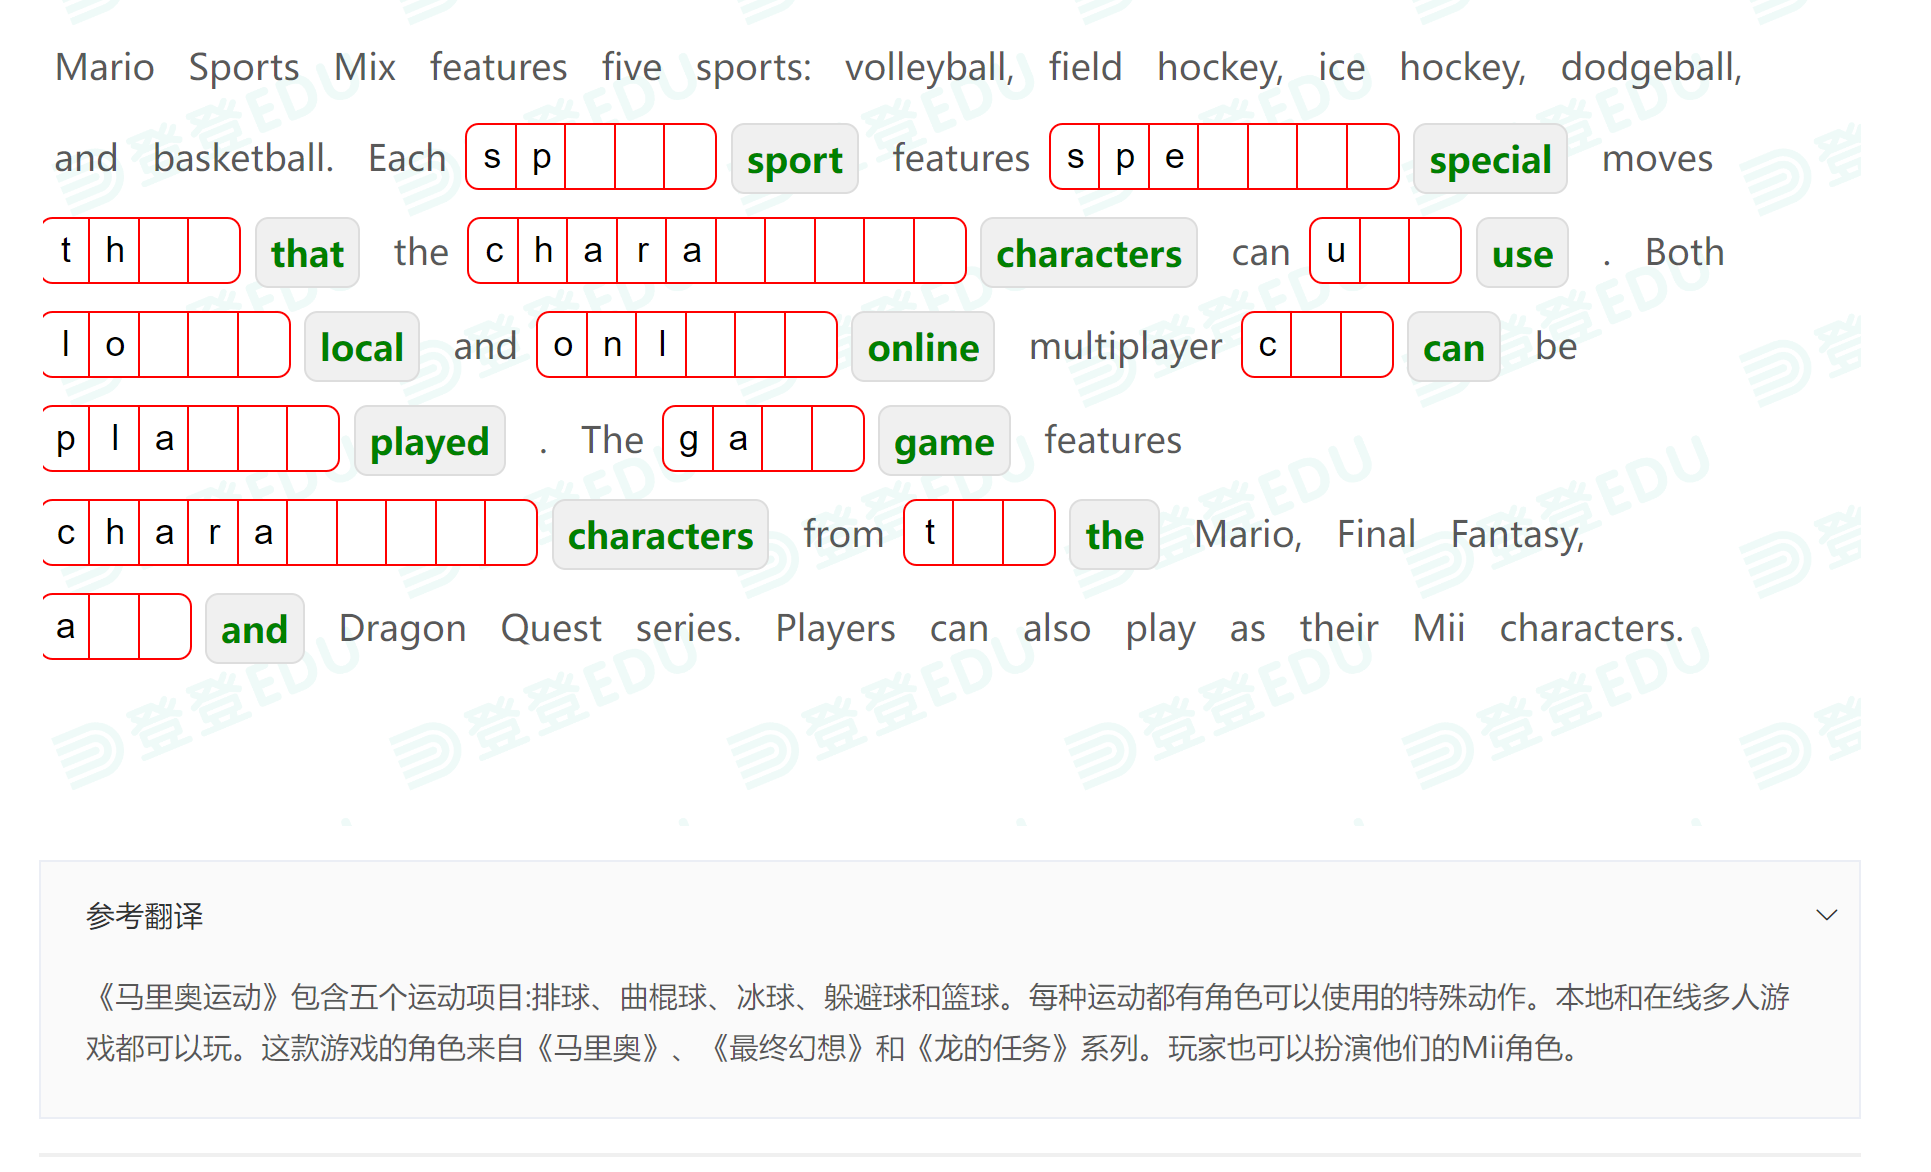 Mario Sports Mix features five sports: volleyball, field hockey, ice hockey, dodgeball,
and basketball. Each s p sport features s p e special moves
t h that the c h a r a characters can u use . Both
l o local and o n l online multiplayer c can be
p l a played . The g a game features
c h a r a characters from t the Mario, Final Fantasy,
a and Dragon Quest series. Players can also play as their Mii characters.
登登EDU
参考翻译
《马里奥运动》包含五个运动项目:排球、曲棍球、冰球、躲避球和篮球。每种运动都有角色可以使用的特殊动作。本地和在线多人游
戏都可以玩。这款游戏的角色来自《马里奥》、《最终幻想》和《龙的任务》系列。玩家也可以扮演他们的Mii角色。